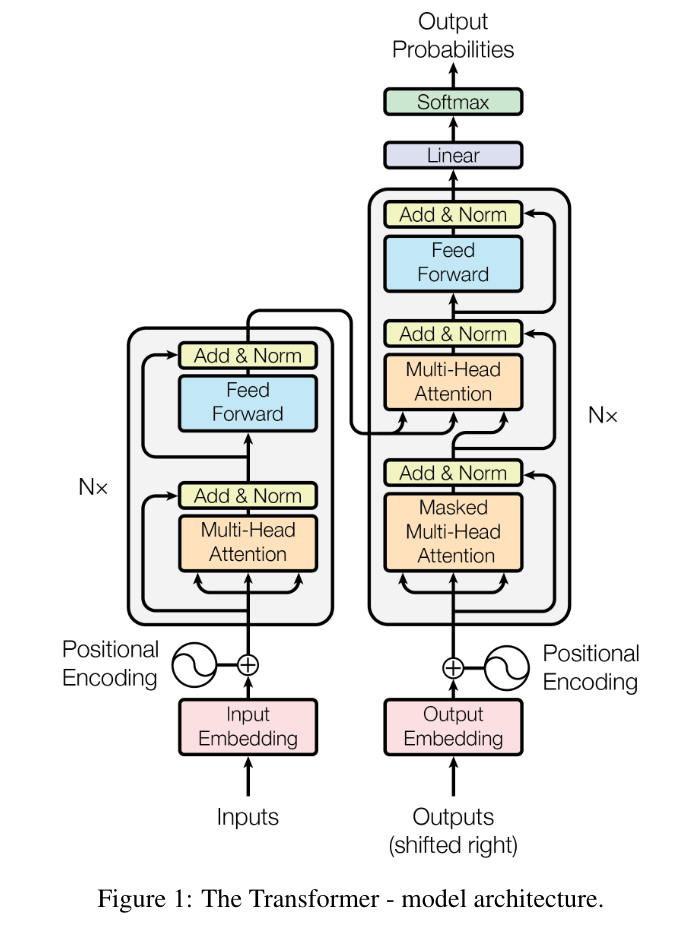 Output
Probabilities
Softmax
Linear
Add & Norm
Feed
Forward
Add & Norm
Multi-Head
Attention
Add & Norm
Masked
Multi-Head
Attention
N×
Add & Norm
Feed
Forward
Add & Norm
Multi-Head
Attention
N×
Positional
Encoding
Positional
Encoding
Input
Embedding
Output
Embedding
Inputs
Outputs
(shifted right)
Figure 1: The Transformer - model architecture.